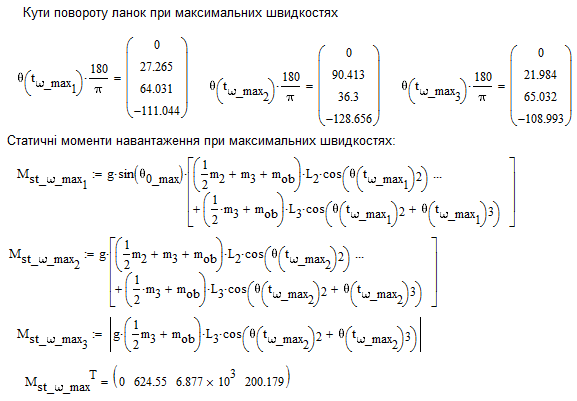 Кути повороту ланок при максимальних швидкостях
θ(t_ω_max₁)·180/π = (0 27.265 64.031 −111.044) θ(t_ω_max₂)·180/π = (0 90.413 36.3 −128.656) θ(t_ω_max₃)·180/π = (0 21.984 65.032 −108.993)
Статичні моменти навантаження при максимальних швидкостях:
M_st_ω_max₁ := g·sin(θ_0_max)·[(1/2 m₂ + m₃ + m_ob)·L₂·cos(θ(t_ω_max₁)2) ...
+ (1/2·m₃ + m_ob)·L₃·cos(θ(t_ω_max₁)2 + θ(t_ω_max₁)3)]
M_st_ω_max₂ := g·[(1/2 m₂ + m₃ + m_ob)·L₂·cos(θ(t_ω_max₂)2) ...
+ (1/2·m₃ + m_ob)·L₃·cos(θ(t_ω_max₂)2 + θ(t_ω_max₂)3)]
M_st_ω_max₃ := |g·(1/2 m₃ + m_ob)·L₃·cos(θ(t_ω_max₂)2 + θ(t_ω_max₂)3)|
M_st_ω_max^T = (0 624.55 6.877 × 10³ 200.179)